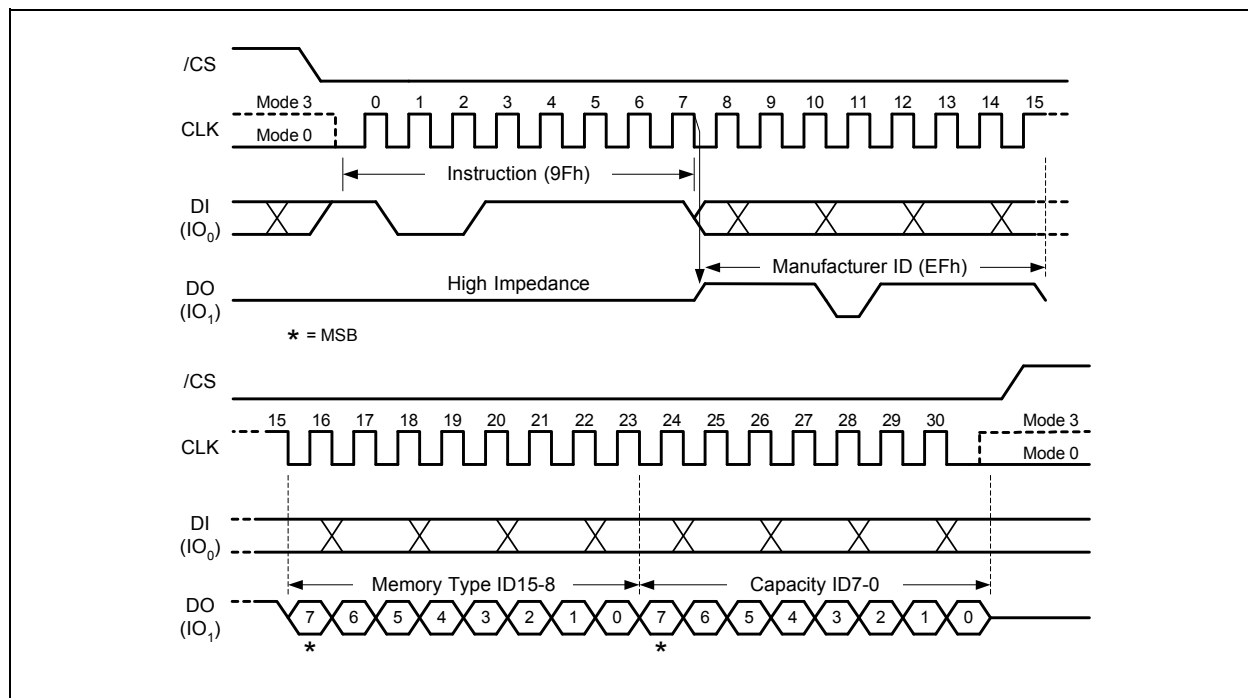 /CS
Mode 3 0 1 2 3 4 5 6 7 8 9 10 11 12 13 14 15
CLK
Mode 0
Instruction (9Fh)
DI
(IO0)
Manufacturer ID (EFh)
High Impedance
DO
(IO1)
* = MSB
/CS
15 16 17 18 19 20 21 22 23 24 25 26 27 28 29 30 Mode 3
CLK
Mode 0
DI
(IO0)
Memory Type ID15-8 Capacity ID7-0
DO
(IO1)
7 6 5 4 3 2 1 0 7 6 5 4 3 2 1 0
* *